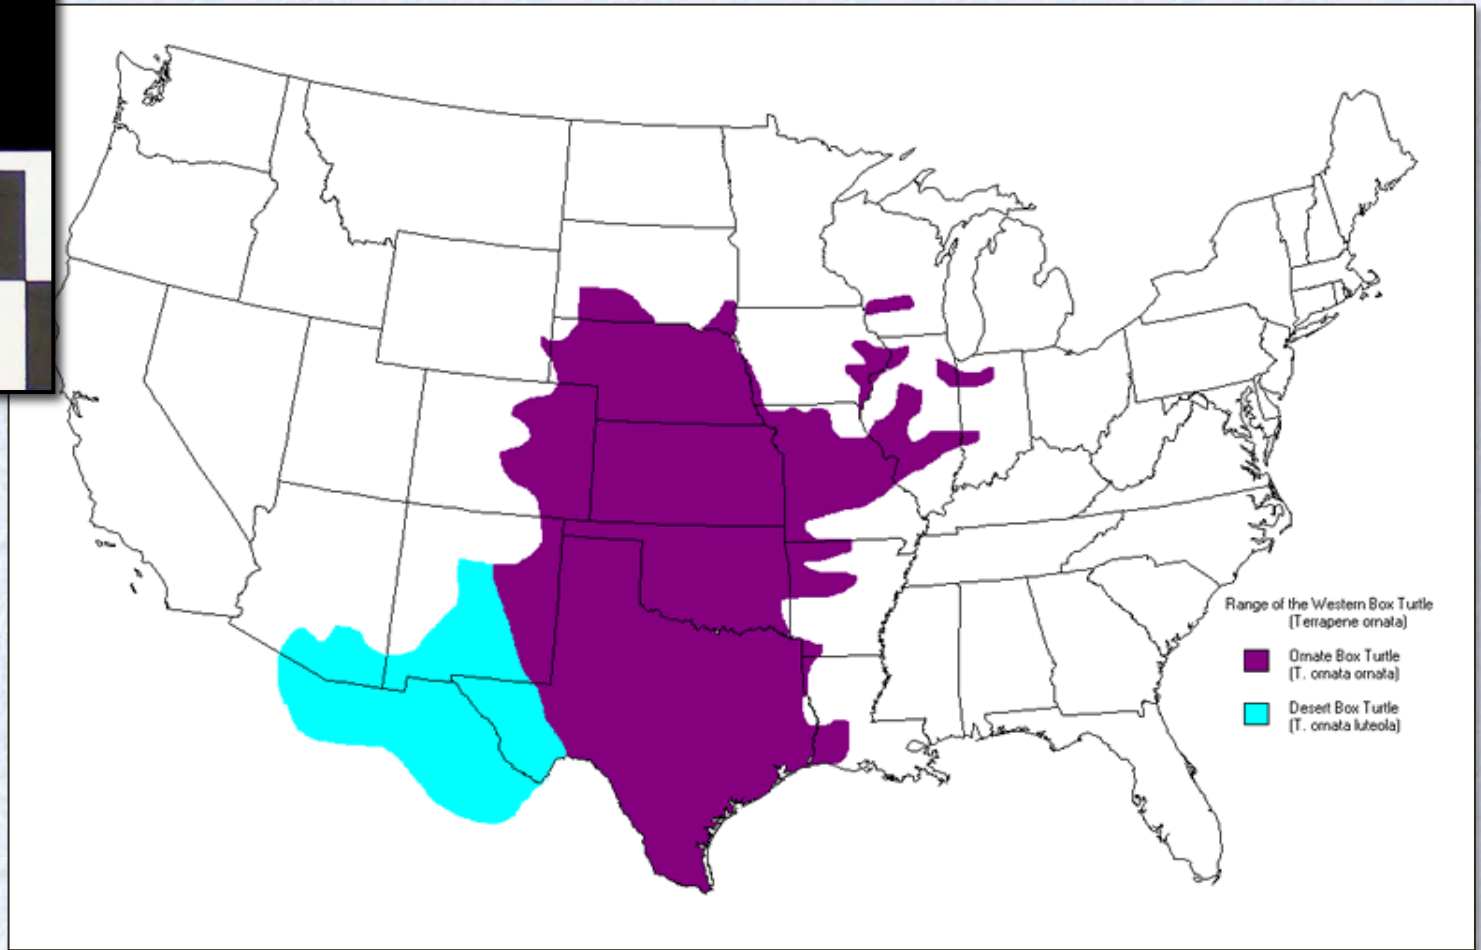 Range of the Western Box Turtle
(Terrapene ornata)
Ornate Box Turtle
(T. ornata ornata)
Desert Box Turtle
(T. ornata luteola)